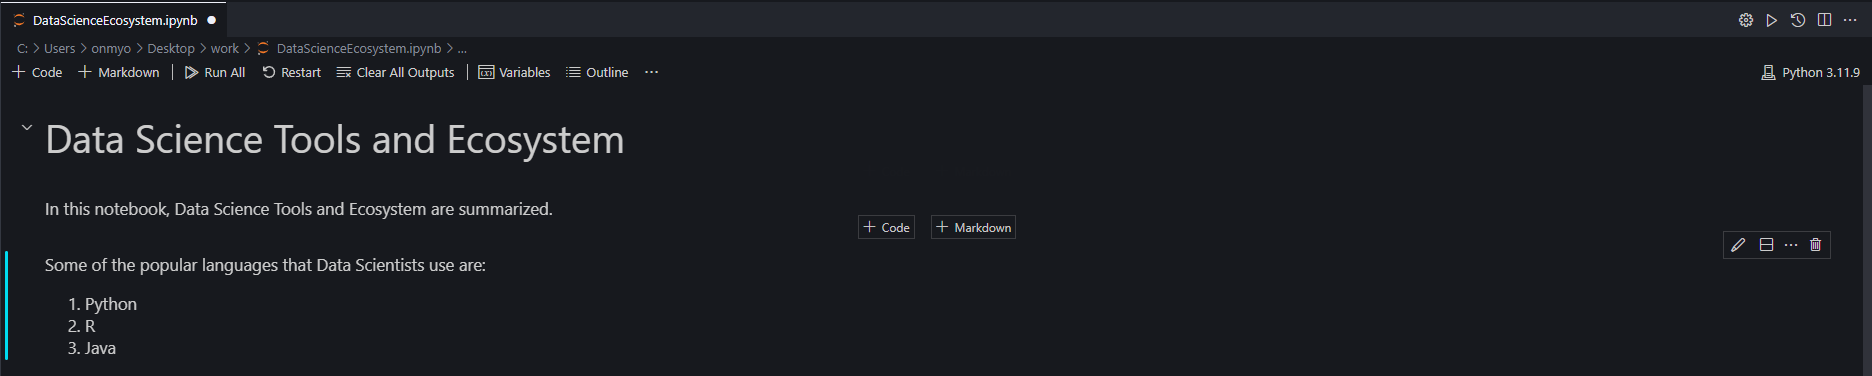 DataScienceEcosystem.ipynb
C: > Users > onmyo > Desktop > work > DataScienceEcosystem.ipynb > ...
+ Code + Markdown | Run All Restart Clear All Outputs | Variables Outline ... Python 3.11.9
Data Science Tools and Ecosystem
In this notebook, Data Science Tools and Ecosystem are summarized.
+ Code + Markdown
Some of the popular languages that Data Scientists use are:
1. Python
2. R
3. Java